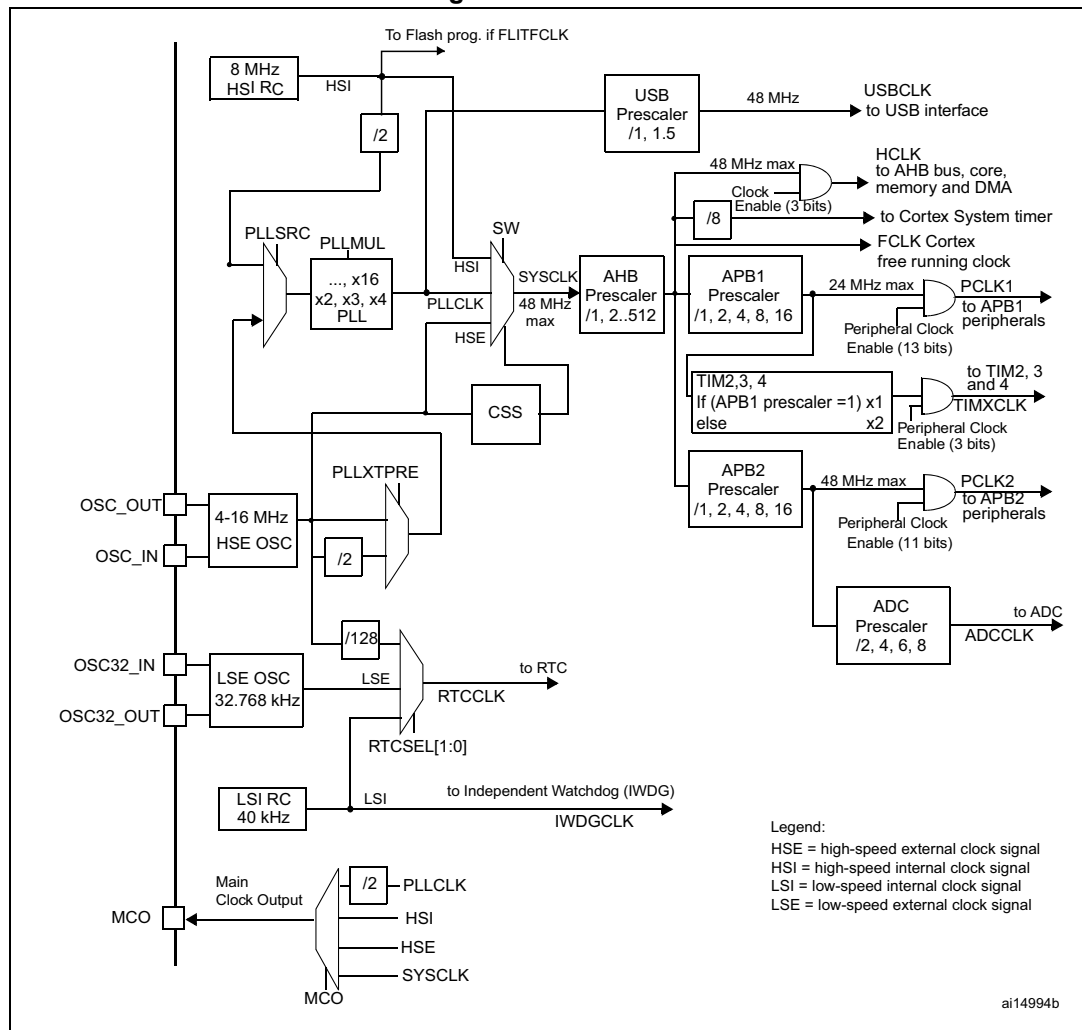 To Flash prog. if FLITFCLK
8 MHz
HSI RC
HSI
/2
USB
Prescaler
/1, 1.5
48 MHz
USBCLK
to USB interface
48 MHz max
HCLK
to AHB bus, core,
memory and DMA
Clock
Enable (3 bits)
/8
to Cortex System timer
FCLK Cortex
free running clock
PLLSRC
PLLMUL
..., x16
x2, x3, x4
PLL
SW
HSI
PLLCLK
HSE
SYSCLK
48 MHz
max
AHB
Prescaler
/1, 2..512
APB1
Prescaler
/1, 2, 4, 8, 16
24 MHz max
PCLK1
to APB1
peripherals
Peripheral Clock
Enable (13 bits)
TIM2,3, 4
If (APB1 prescaler =1) x1
else x2
to TIM2, 3
and 4
TIMXCLK
Peripheral Clock
Enable (3 bits)
CSS
PLLXTPRE
OSC_OUT
OSC_IN
4-16 MHz
HSE OSC
/2
APB2
Prescaler
/1, 2, 4, 8, 16
48 MHz max
PCLK2
to APB2
peripherals
Peripheral Clock
Enable (11 bits)
ADC
Prescaler
/2, 4, 6, 8
to ADC
ADCCLK
/128
OSC32_IN
OSC32_OUT
LSE OSC
32.768 kHz
LSE
to RTC
RTCCLK
RTCSEL[1:0]
LSI RC
40 kHz
LSI
to Independent Watchdog (IWDG)
IWDGCLK
Legend:
HSE = high-speed external clock signal
HSI = high-speed internal clock signal
LSI = low-speed internal clock signal
LSE = low-speed external clock signal
Main
Clock Output
MCO
/2
PLLCLK
HSI
HSE
SYSCLK
MCO
ai14994b